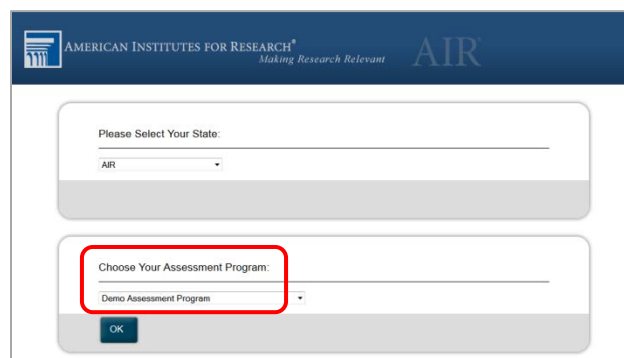 AMERICAN INSTITUTES FOR RESEARCH®
Making Research Relevant
AIR
Please Select Your State:
AIR
Choose Your Assessment Program:
Demo Assessment Program
OK